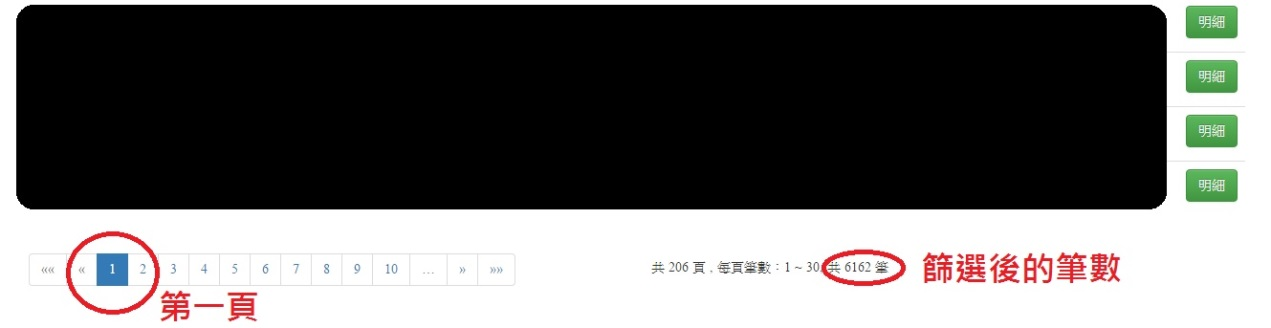 明細
明細
明細
明細
«« « 1 2 3 4 5 6 7 8 9 10 … » »»
共 206 頁 , 每頁筆數：1 ~ 30, 共 6162 筆
篩選後的筆數
第一頁